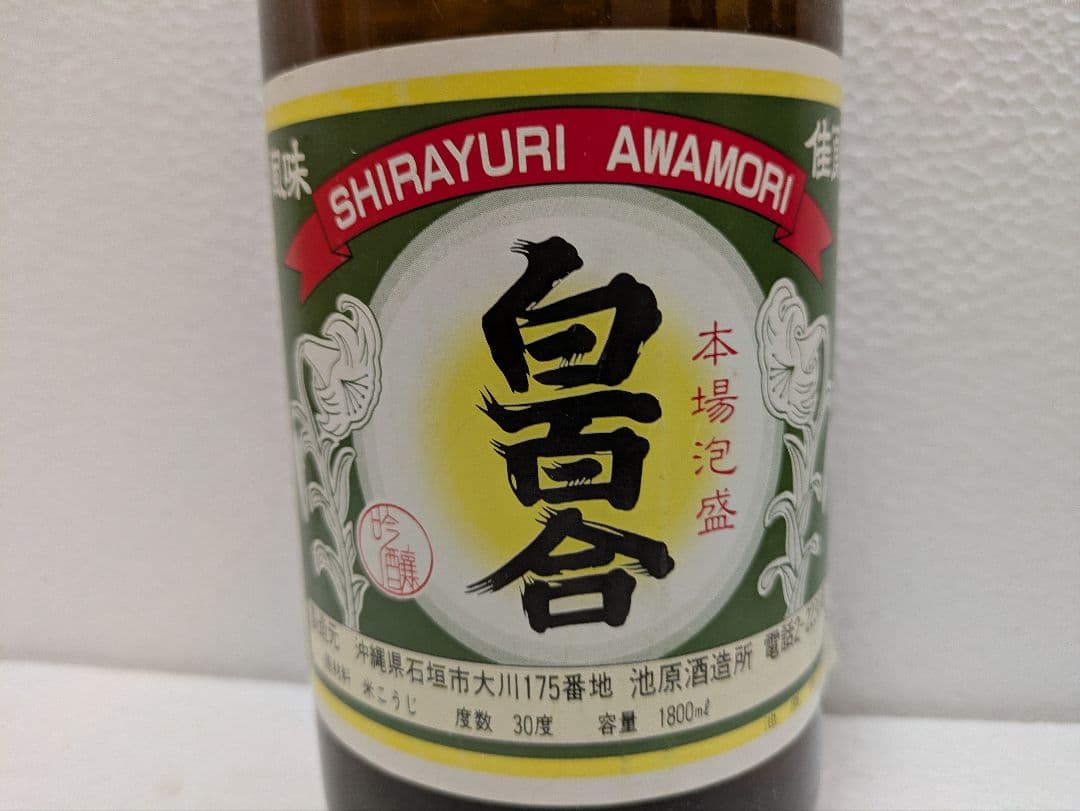 風味
SHIRAYURI AWAMORI
白百合
本場泡盛
吟醸
沖縄県石垣市大川175番地 池原酒造所 電話2-
米こうじ 度数 30度 容量 1800mℓ